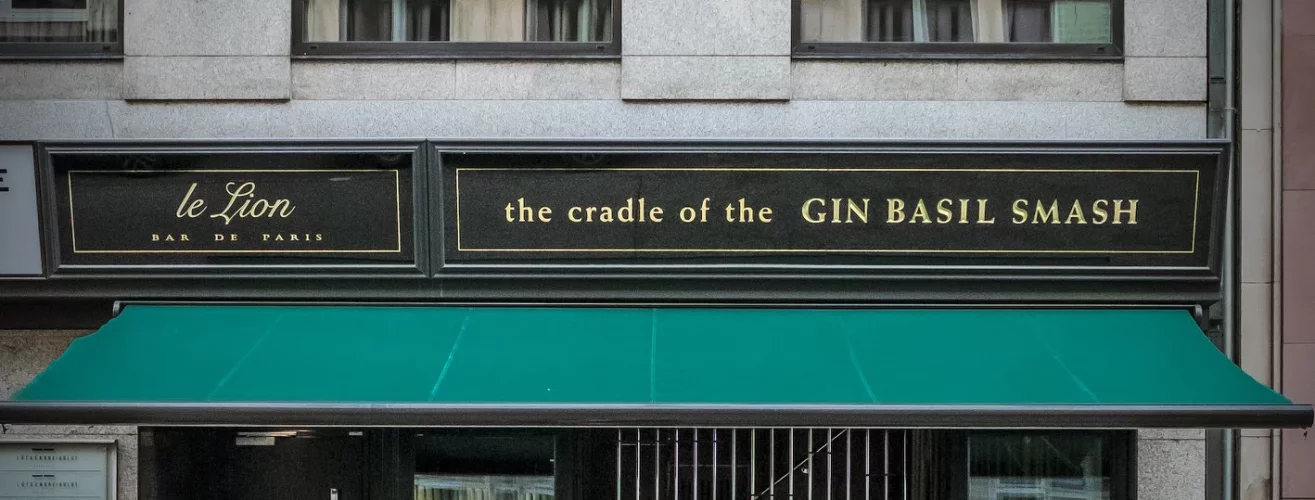 le Lion
BAR DE PARIS
the cradle of the GIN BASIL SMASH
E